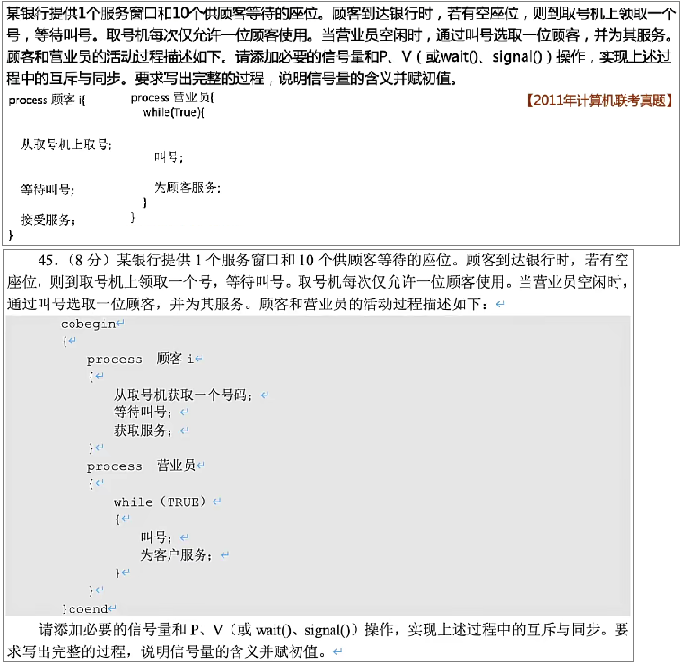 某银行提供1个服务窗口和10个供顾客等待的座位。顾客到达银行时，若有空座位，则到取号机上领取一个
号，等待叫号。取号机每次仅允许一位顾客使用。当营业员空闲时，通过叫号选取一位顾客，并为其服务。
顾客和营业员的活动过程描述如下。请添加必要的信号量和P、V（或wait()、signal()）操作，实现上述过
程中的互斥与同步。要求写出完整的过程，说明信号量的含义并赋初值。
【2011年计算机联考真题】
process 顾客 i{
从取号机上取号;
等待叫号;
接受服务;
}
process 营业员{
while(True){
叫号;
为顾客服务;
}
}
45．（8 分）某银行提供 1 个服务窗口和 10 个供顾客等待的座位。顾客到达银行时，若有空
座位，则到取号机上领取一个号，等待叫号。取号机每次仅允许一位顾客使用。当营业员空闲时，
通过叫号选取一位顾客，并为其服务。顾客和营业员的活动过程描述如下：↵
cobegin↵
{↵
process 顾客 i↵
{↵
从取号机获取一个号码；↵
等待叫号；↵
获取服务；↵
}↵
process 营业员↵
{↵
while（TRUE）↵
{↵
叫号；↵
为客户服务；↵
}↵
}↵
}coend↵
请添加必要的信号量和 P、V（或 wait()、signal()）操作，实现上述过程中的互斥与同步。要
求写出完整的过程，说明信号量的含义并赋初值。↵